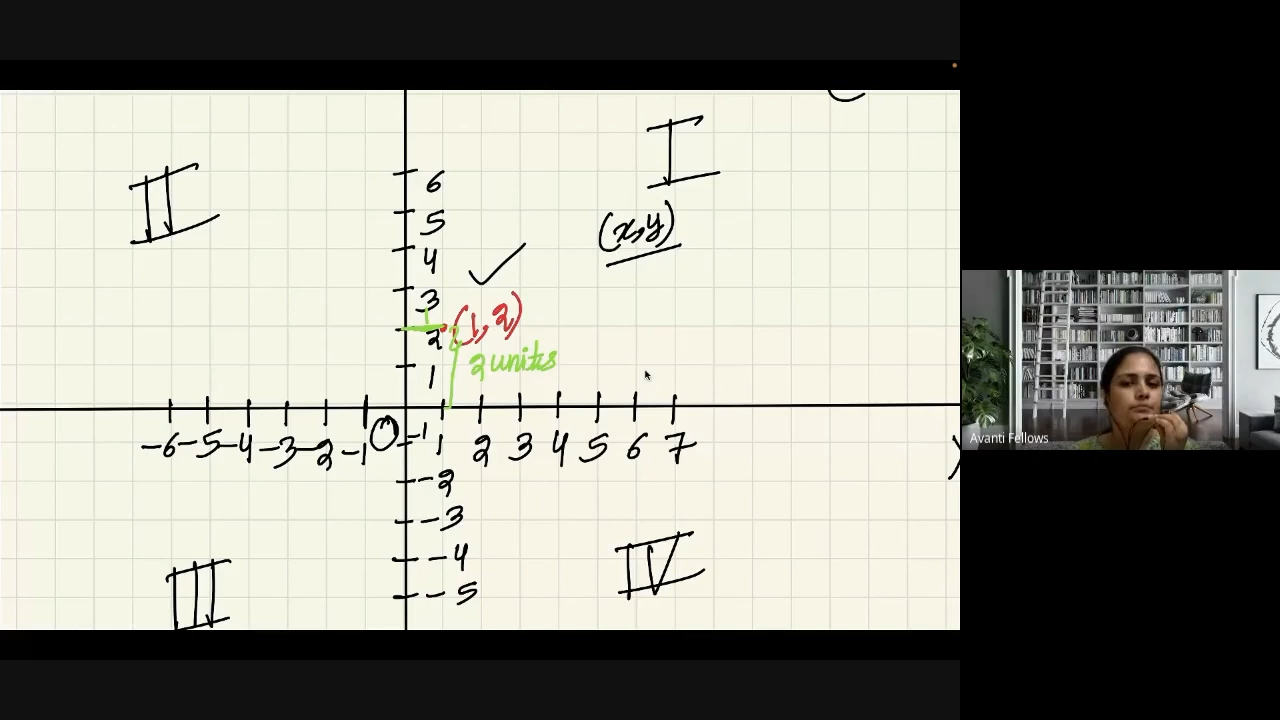 I
II
(x,y)
6
5
4
3
(1,2)
2
2 units
1
-6 -5 -4 -3 -2 -1 O 1 2 3 4 5 6 7
-1
-2
-3
-4
-5
III
IV
Avanti Fellows